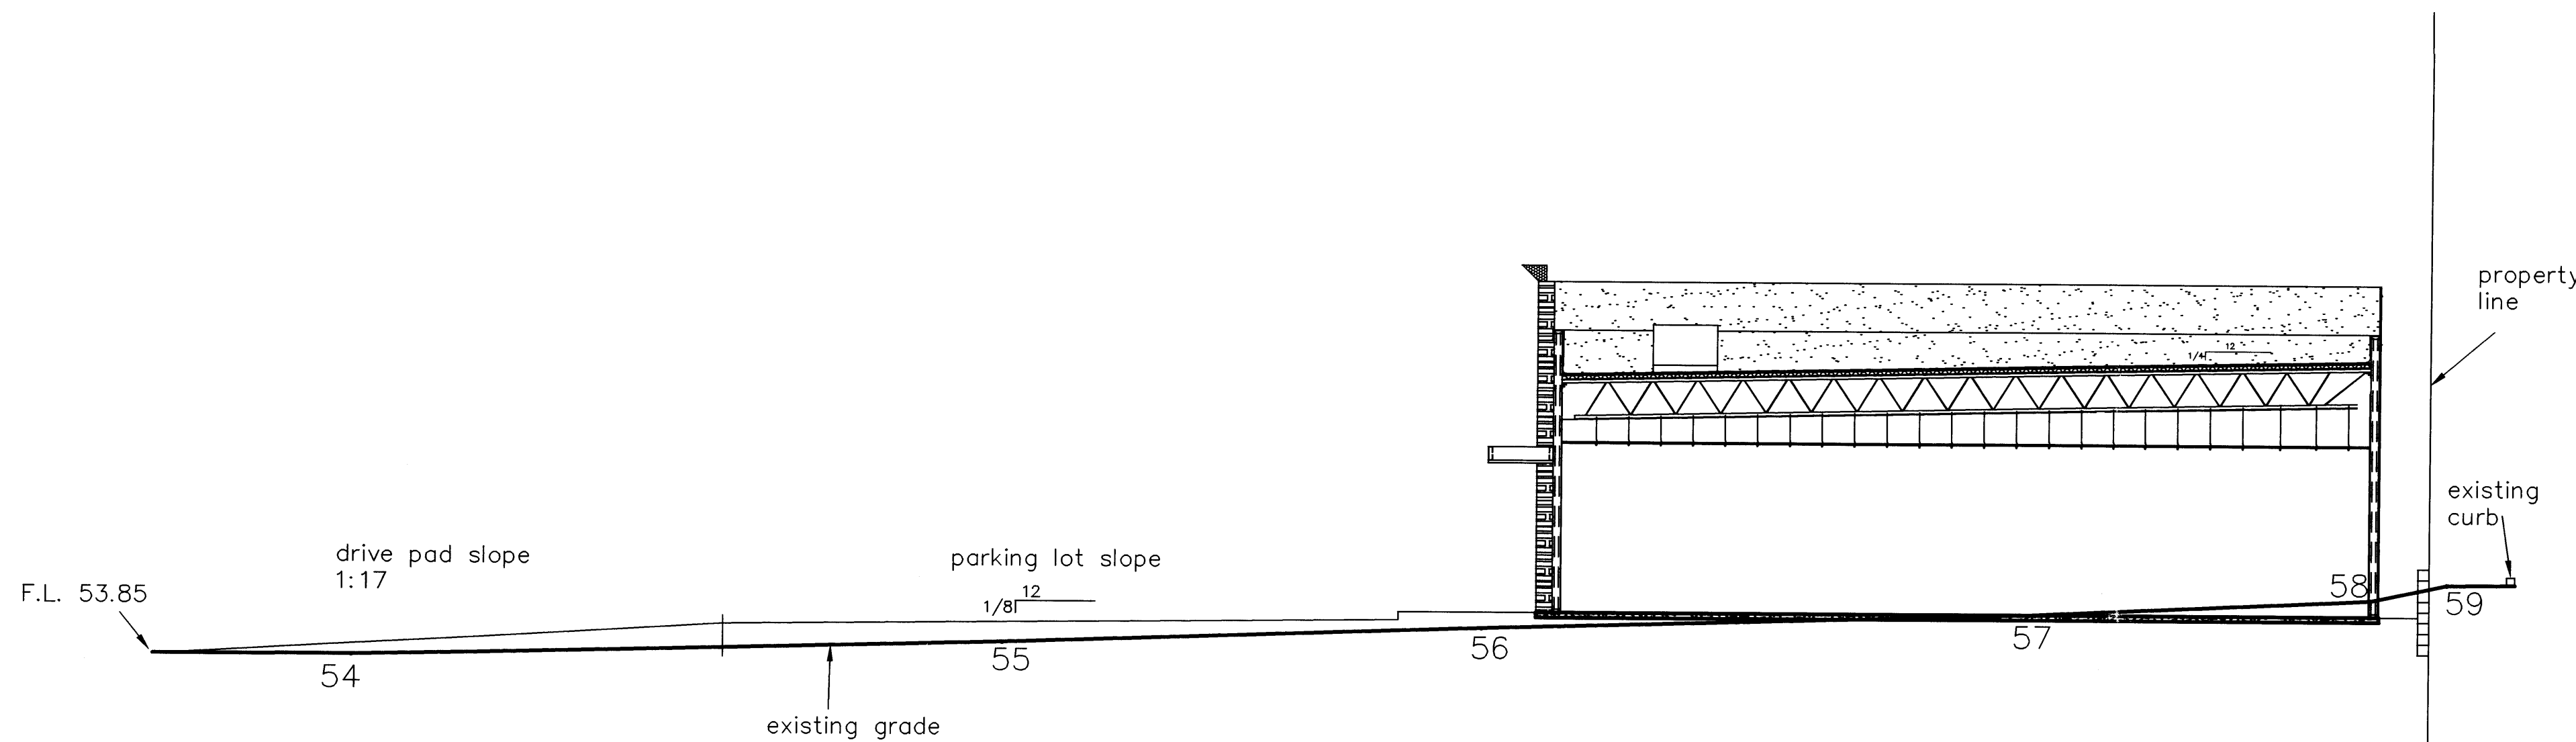 property
line
1/4 12
existing
curb
drive pad slope
1:17
parking lot slope
1/8 12
F.L. 53.85
58
59
54
55
56
57
existing grade